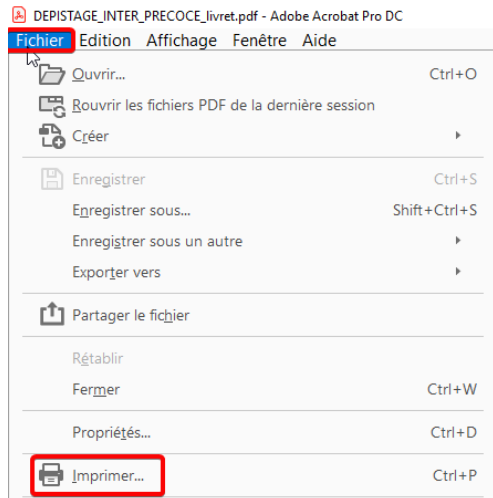 DEPISTAGE_INTER_PRECOCE_livret.pdf - Adobe Acrobat Pro DC
Fichier Edition Affichage Fenêtre Aide
Ouvrir... Ctrl+O
Rouvrir les fichiers PDF de la dernière session
Créer
Enregistrer Ctrl+S
Enregistrer sous... Shift+Ctrl+S
Enregistrer sous un autre
Exporter vers
Partager le fichier
Rétablir
Fermer Ctrl+W
Propriétés... Ctrl+D
Imprimer... Ctrl+P